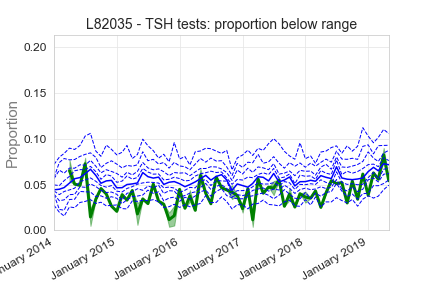 L82035 - TSH tests: proportion below range
0.20
0.15
0.10
0.05
0.00
Proportion
nuary 2014
January 2015
January 2016
January 2017
January 2018
January 2019